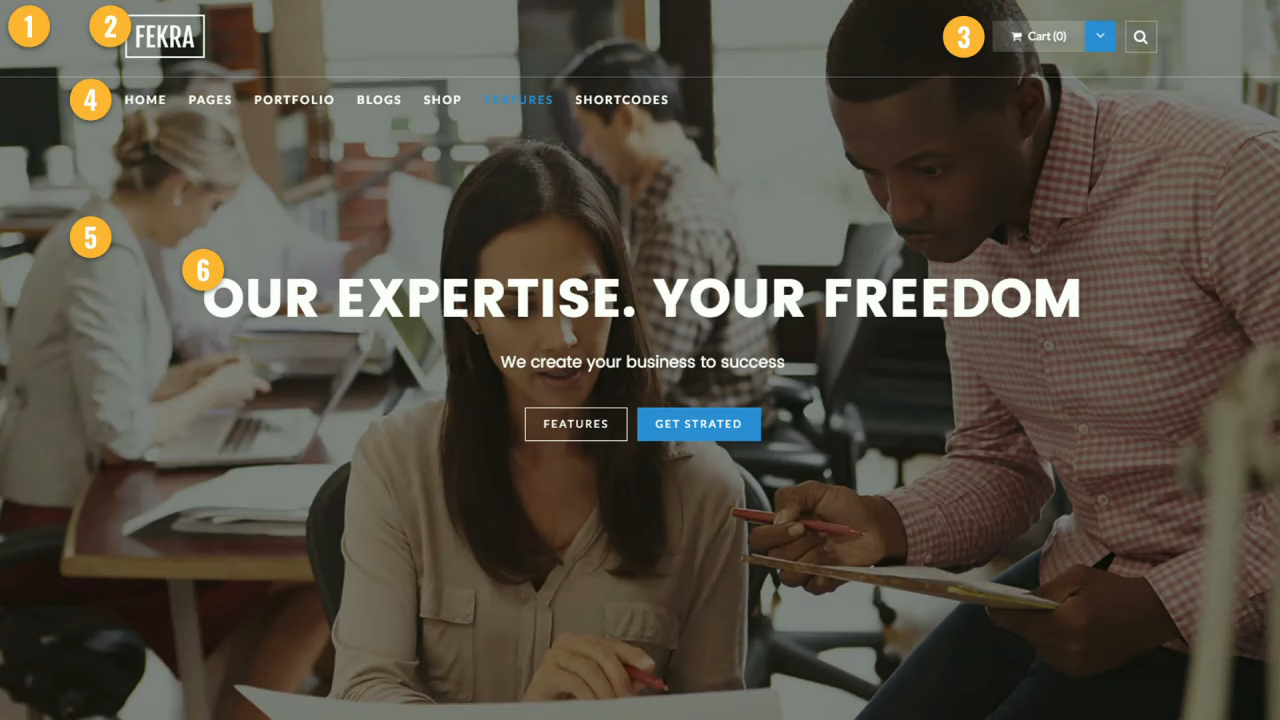 1
2
FEKRA
3
Cart (0)
4
HOME PAGES PORTFOLIO BLOGS SHOP FEATURES SHORTCODES
5
6
OUR EXPERTISE. YOUR FREEDOM
We create your business to success
FEATURES GET STRATED